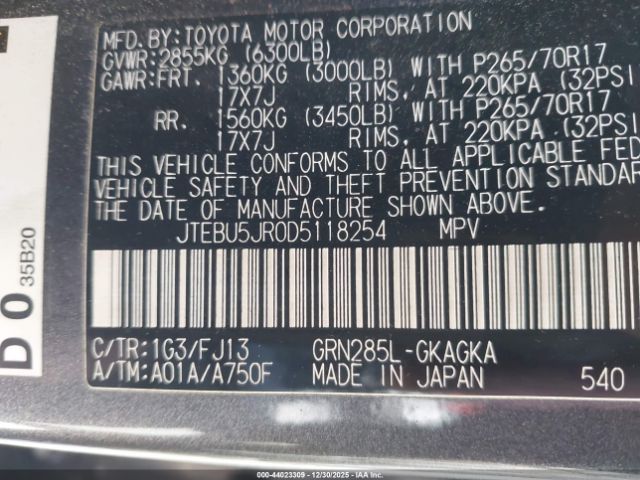 MFD.BY:TOYOTA MOTOR CORPORATION
GVWR:2855KG (6300LB)
GAWR:FRT. 1360KG (3000LB) WITH P265/70R17
17X7J RIMS, AT 220KPA (32PSI
RR. 1560KG (3450LB) WITH P265/70R17
17X7J RIMS, AT 220KPA (32PSI
THIS VEHICLE CONFORMS TO ALL APPLICABLE FED
VEHICLE SAFETY AND THEFT PREVENTION STANDAR
THE DATE OF MANUFACTURE SHOWN ABOVE.
JTEBU5JR0D5118254 MPV
C/TR:1G3/FJ13 GRN285L-GKAGKA
A/TM:A01A/A750F MADE IN JAPAN 540
D 0 35B20
© 44023309 - 12/30/2025 - IAA, Inc.